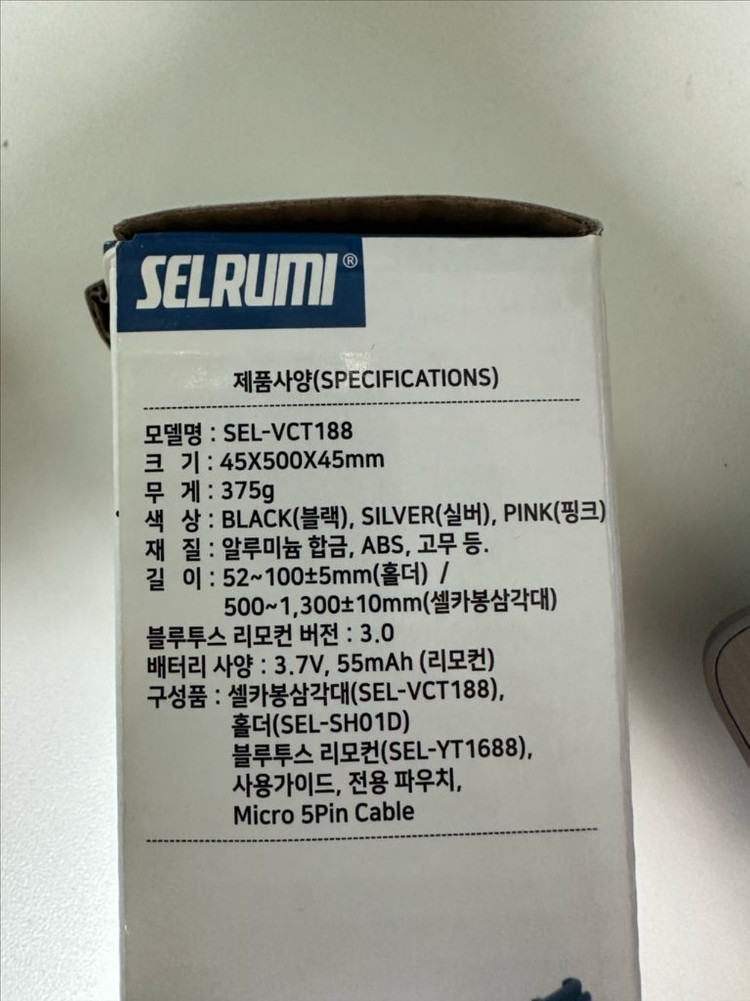 SELRUMI®
제품사양(SPECIFICATIONS)
모델명 : SEL-VCT188
크 기 : 45X500X45mm
무 게 : 375g
색 상 : BLACK(블랙), SILVER(실버), PINK(핑크)
재 질 : 알루미늄 합금, ABS, 고무 등.
길 이 : 52~100±5mm(홀더) /
500~1,300±10mm(셀카봉삼각대)
블루투스 리모컨 버전 : 3.0
배터리 사양 : 3.7V, 55mAh (리모컨)
구성품 : 셀카봉삼각대(SEL-VCT188),
홀더(SEL-SH01D)
블루투스 리모컨(SEL-YT1688),
사용가이드, 전용 파우치,
Micro 5Pin Cable